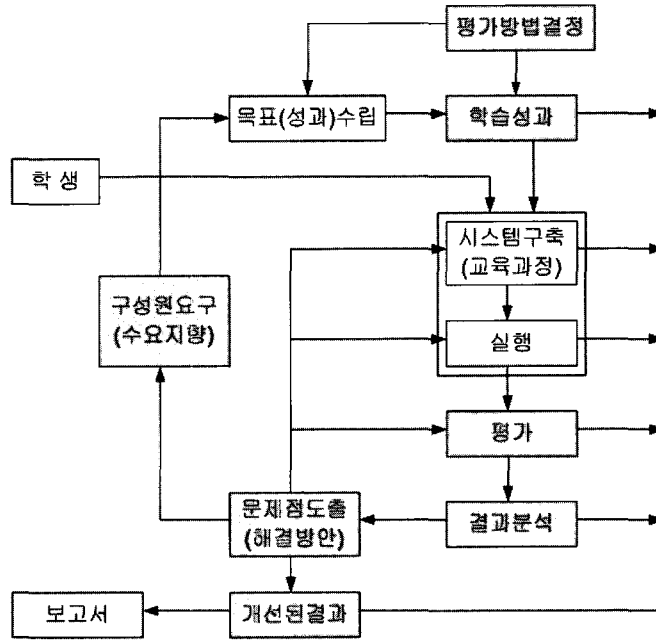 평가방법결정
목표(성과)수립
학습성과
학 생
시스템구축
(교육과정)
구성원요구
(수요지향)
실행
평가
문제점도출
(해결방안)
결과분석
보고서
개선된결과